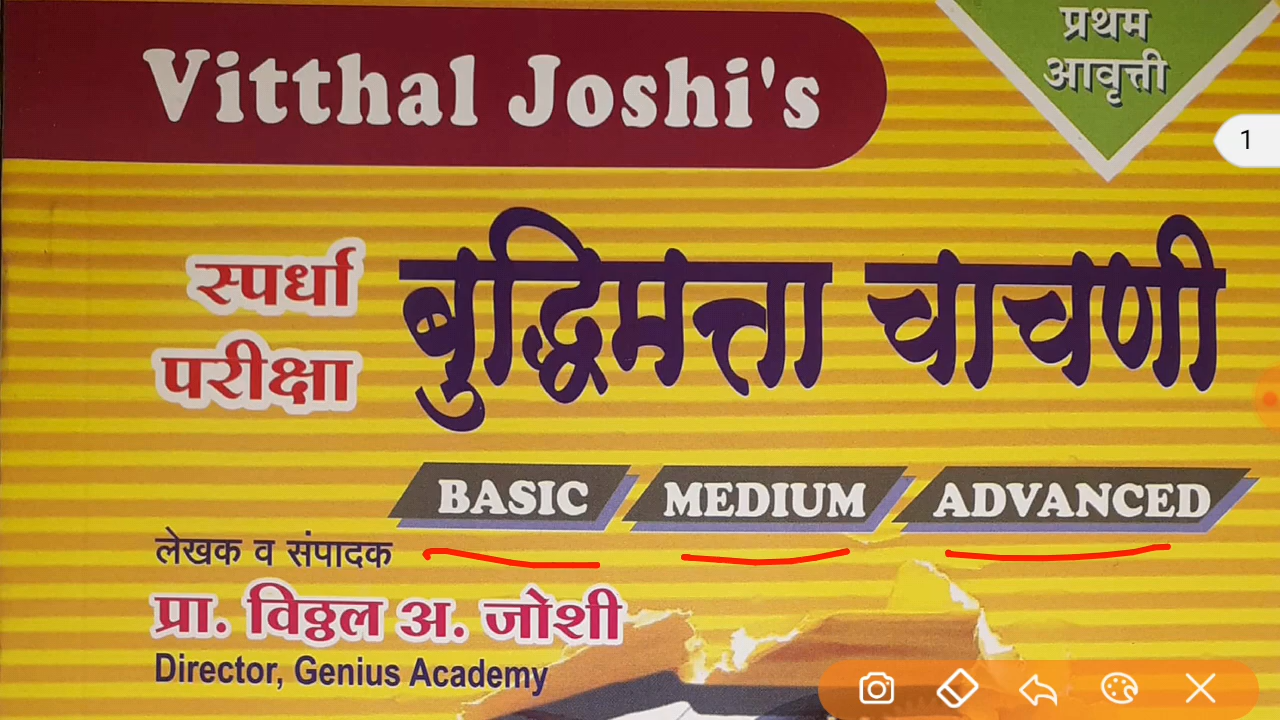 Vitthal Joshi's
प्रथम
आवृत्ती
1
स्पर्धा
परीक्षा
बुद्धिमत्ता चाचणी
BASIC MEDIUM ADVANCED
लेखक व संपादक
प्रा. विठ्ठल अ. जोशी
Director, Genius Academy